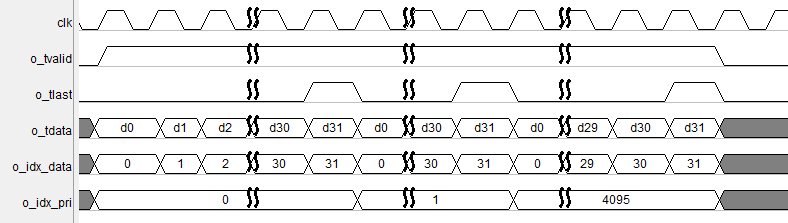 clk
o_tvalid
o_tlast
o_tdata d0 d1 d2 d30 d31 d0 d30 d31 d0 d29 d30 d31
o_idx_data 0 1 2 30 31 0 30 31 0 29 30 31
o_idx_pri 0 1 4095